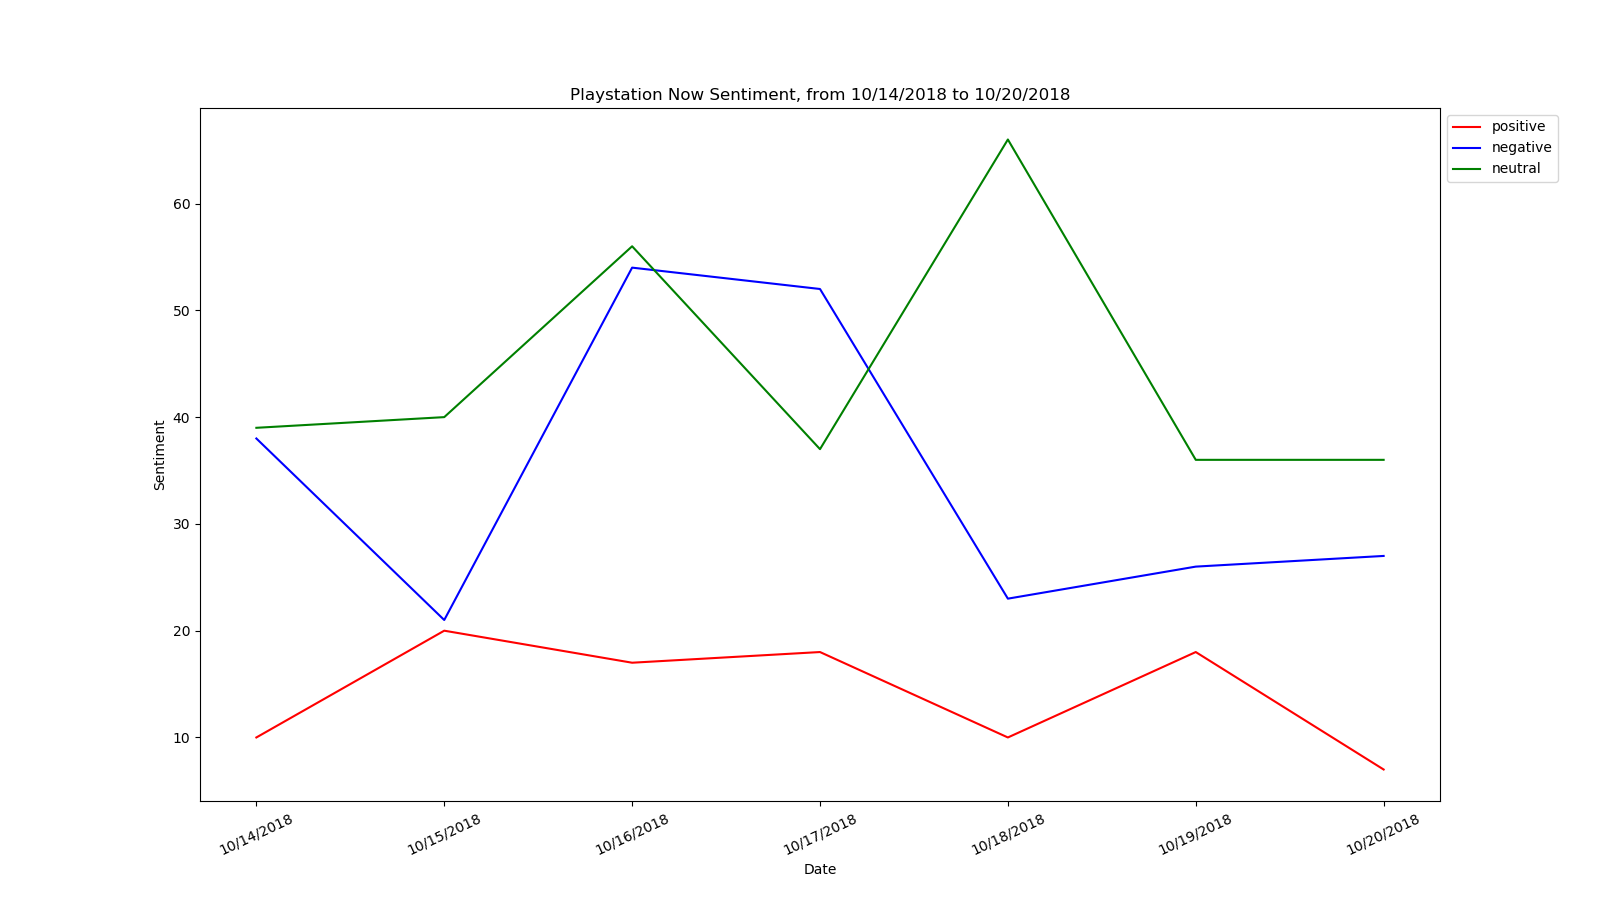 Playstation Now Sentiment, from 10/14/2018 to 10/20/2018
positive
negative
neutral
Sentiment
60
50
40
30
20
10
10/14/2018
10/15/2018
10/16/2018
10/17/2018
10/18/2018
10/19/2018
10/20/2018
Date